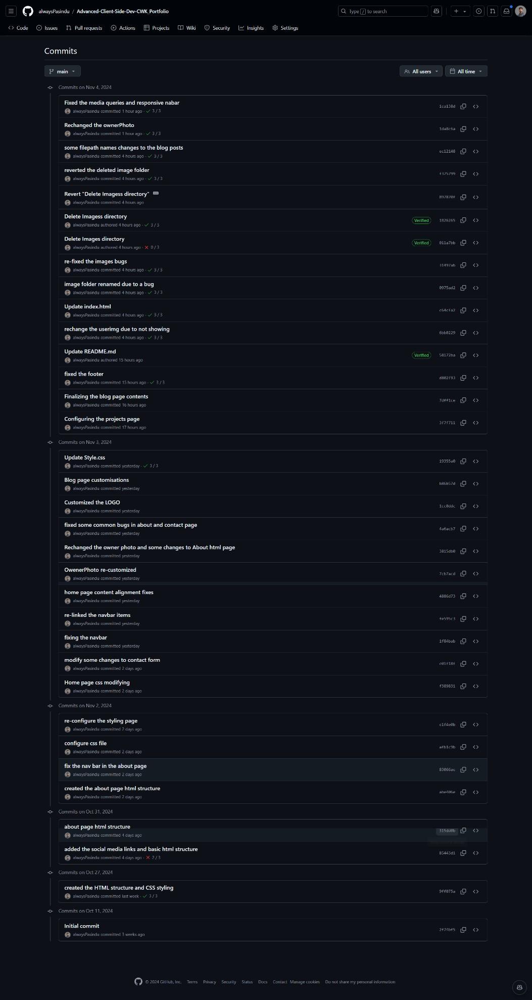 alwaysPasindu / Advanced-Client-Side-Dev-CWK_Portfolio
Type / to search
Code Issues Pull requests Actions Projects Wiki Security Insights Settings
Commits
main
All users All time
Commits on Nov 4, 2024
Fixed the media queries and responsive nabar
alwaysPasindu committed 1 hour ago · 3 / 3
1ca138d
Rechanged the ownerPhoto
alwaysPasindu committed 1 hour ago · 3 / 3
1da8c6a
some filepath names changes to the blog posts
alwaysPasindu committed 4 hours ago · 3 / 3
ec12148
reverted the deleted image folder
alwaysPasindu committed 4 hours ago · 3 / 3
f375799
Revert "Delete Imagess directory"
alwaysPasindu committed 4 hours ago
897870f
Delete Imagess directory
alwaysPasindu authored 4 hours ago · 3 / 3
Verified 1826265
Delete Images directory
alwaysPasindu authored 4 hours ago · 0 / 3
Verified 011a7bb
re-fixed the images bugs
alwaysPasindu committed 4 hours ago · 3 / 3
31497ab
image folder renamed due to a bug
alwaysPasindu committed 4 hours ago · 3 / 3
0975ad2
Update index.html
alwaysPasindu committed 4 hours ago · 3 / 3
c64cfa2
rechange the userimg due to not showing
alwaysPasindu committed 4 hours ago · 3 / 3
6bb0229
Update README.md
alwaysPasindu authored 15 hours ago
Verified 58172ba
fixed the footer
alwaysPasindu committed 15 hours ago · 3 / 3
d802f93
Finalizing the blog page contents
alwaysPasindu committed 16 hours ago
7dff1ce
Configuring the projects page
alwaysPasindu committed 17 hours ago
3f7f711
Commits on Nov 3, 2024
Update Style.css
alwaysPasindu committed yesterday · 3 / 3
19355a0
Blog page customisations
alwaysPasindu committed yesterday
b86b57d
Customized the LOGO
alwaysPasindu committed yesterday
1cc0ddc
fixed some common bugs in about and contact page
alwaysPasindu committed yesterday
4a6acb7
Rechanged the owner photo and some changes to About html page
alwaysPasindu committed yesterday
3815db0
OwenerPhoto re-customized
alwaysPasindu committed yesterday
7cb7acd
home page content alignment fixes
alwaysPasindu committed yesterday
4886d73
re-linked the navbar items
alwaysPasindu committed yesterday
fe595c3
fixing the navbar
alwaysPasindu committed yesterday
1f84bab
modify some changes to contact form
alwaysPasindu committed 2 days ago
c01f18f
Home page css modifying
alwaysPasindu committed 2 days ago
f389831
Commits on Nov 2, 2024
re-configure the styling page
alwaysPasindu committed 2 days ago
c1f4e0b
configure css file
alwaysPasindu committed 2 days ago
afb1c9b
fix the nav bar in the about page
alwaysPasindu committed 2 days ago
83066ac
created the about page html structure
alwaysPasindu committed 2 days ago
abe406e
Commits on Oct 31, 2024
about page html structure
alwaysPasindu committed 4 days ago
315dd0b
added the social media links and basic html structure
alwaysPasindu committed 4 days ago · 2 / 3
85443d1
Commits on Oct 27, 2024
created the HTML structure and CSS styling
alwaysPasindu committed last week · 3 / 3
9ff075a
Commits on Oct 11, 2024
Initial commit
alwaysPasindu committed 3 weeks ago
2f74bf5
© 2024 GitHub, Inc. Terms Privacy Security Status Docs Contact Manage cookies Do not share my personal information